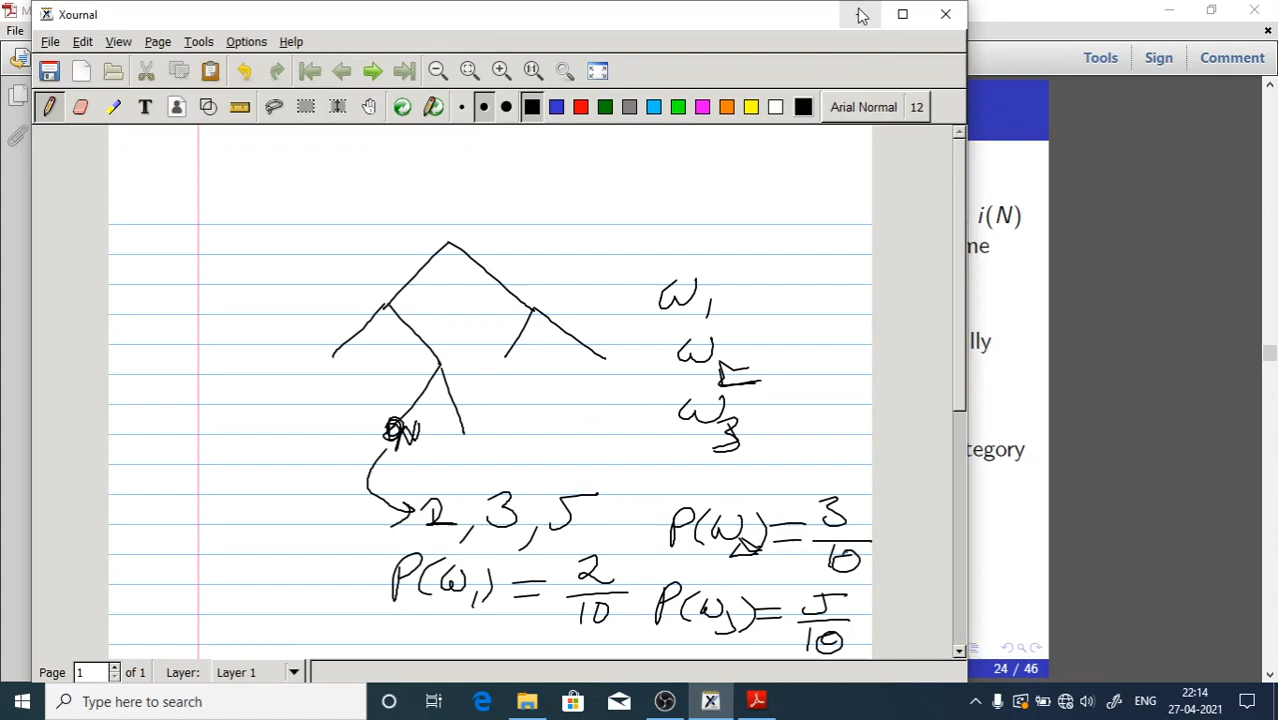 Xournal
File Edit View Page Tools Options Help
File
Tools Sign Comment
Arial Normal 12
i(N)
me
ω1
ω2
ω3
lly
N
tegory
2, 3, 5
P(ω2) = 3/10
P(ω1) = 2/10
P(ω3) = 5/10
24 / 46
Page 1 of 1 Layer: Layer 1
Type here to search
ENG
22:14
27-04-2021